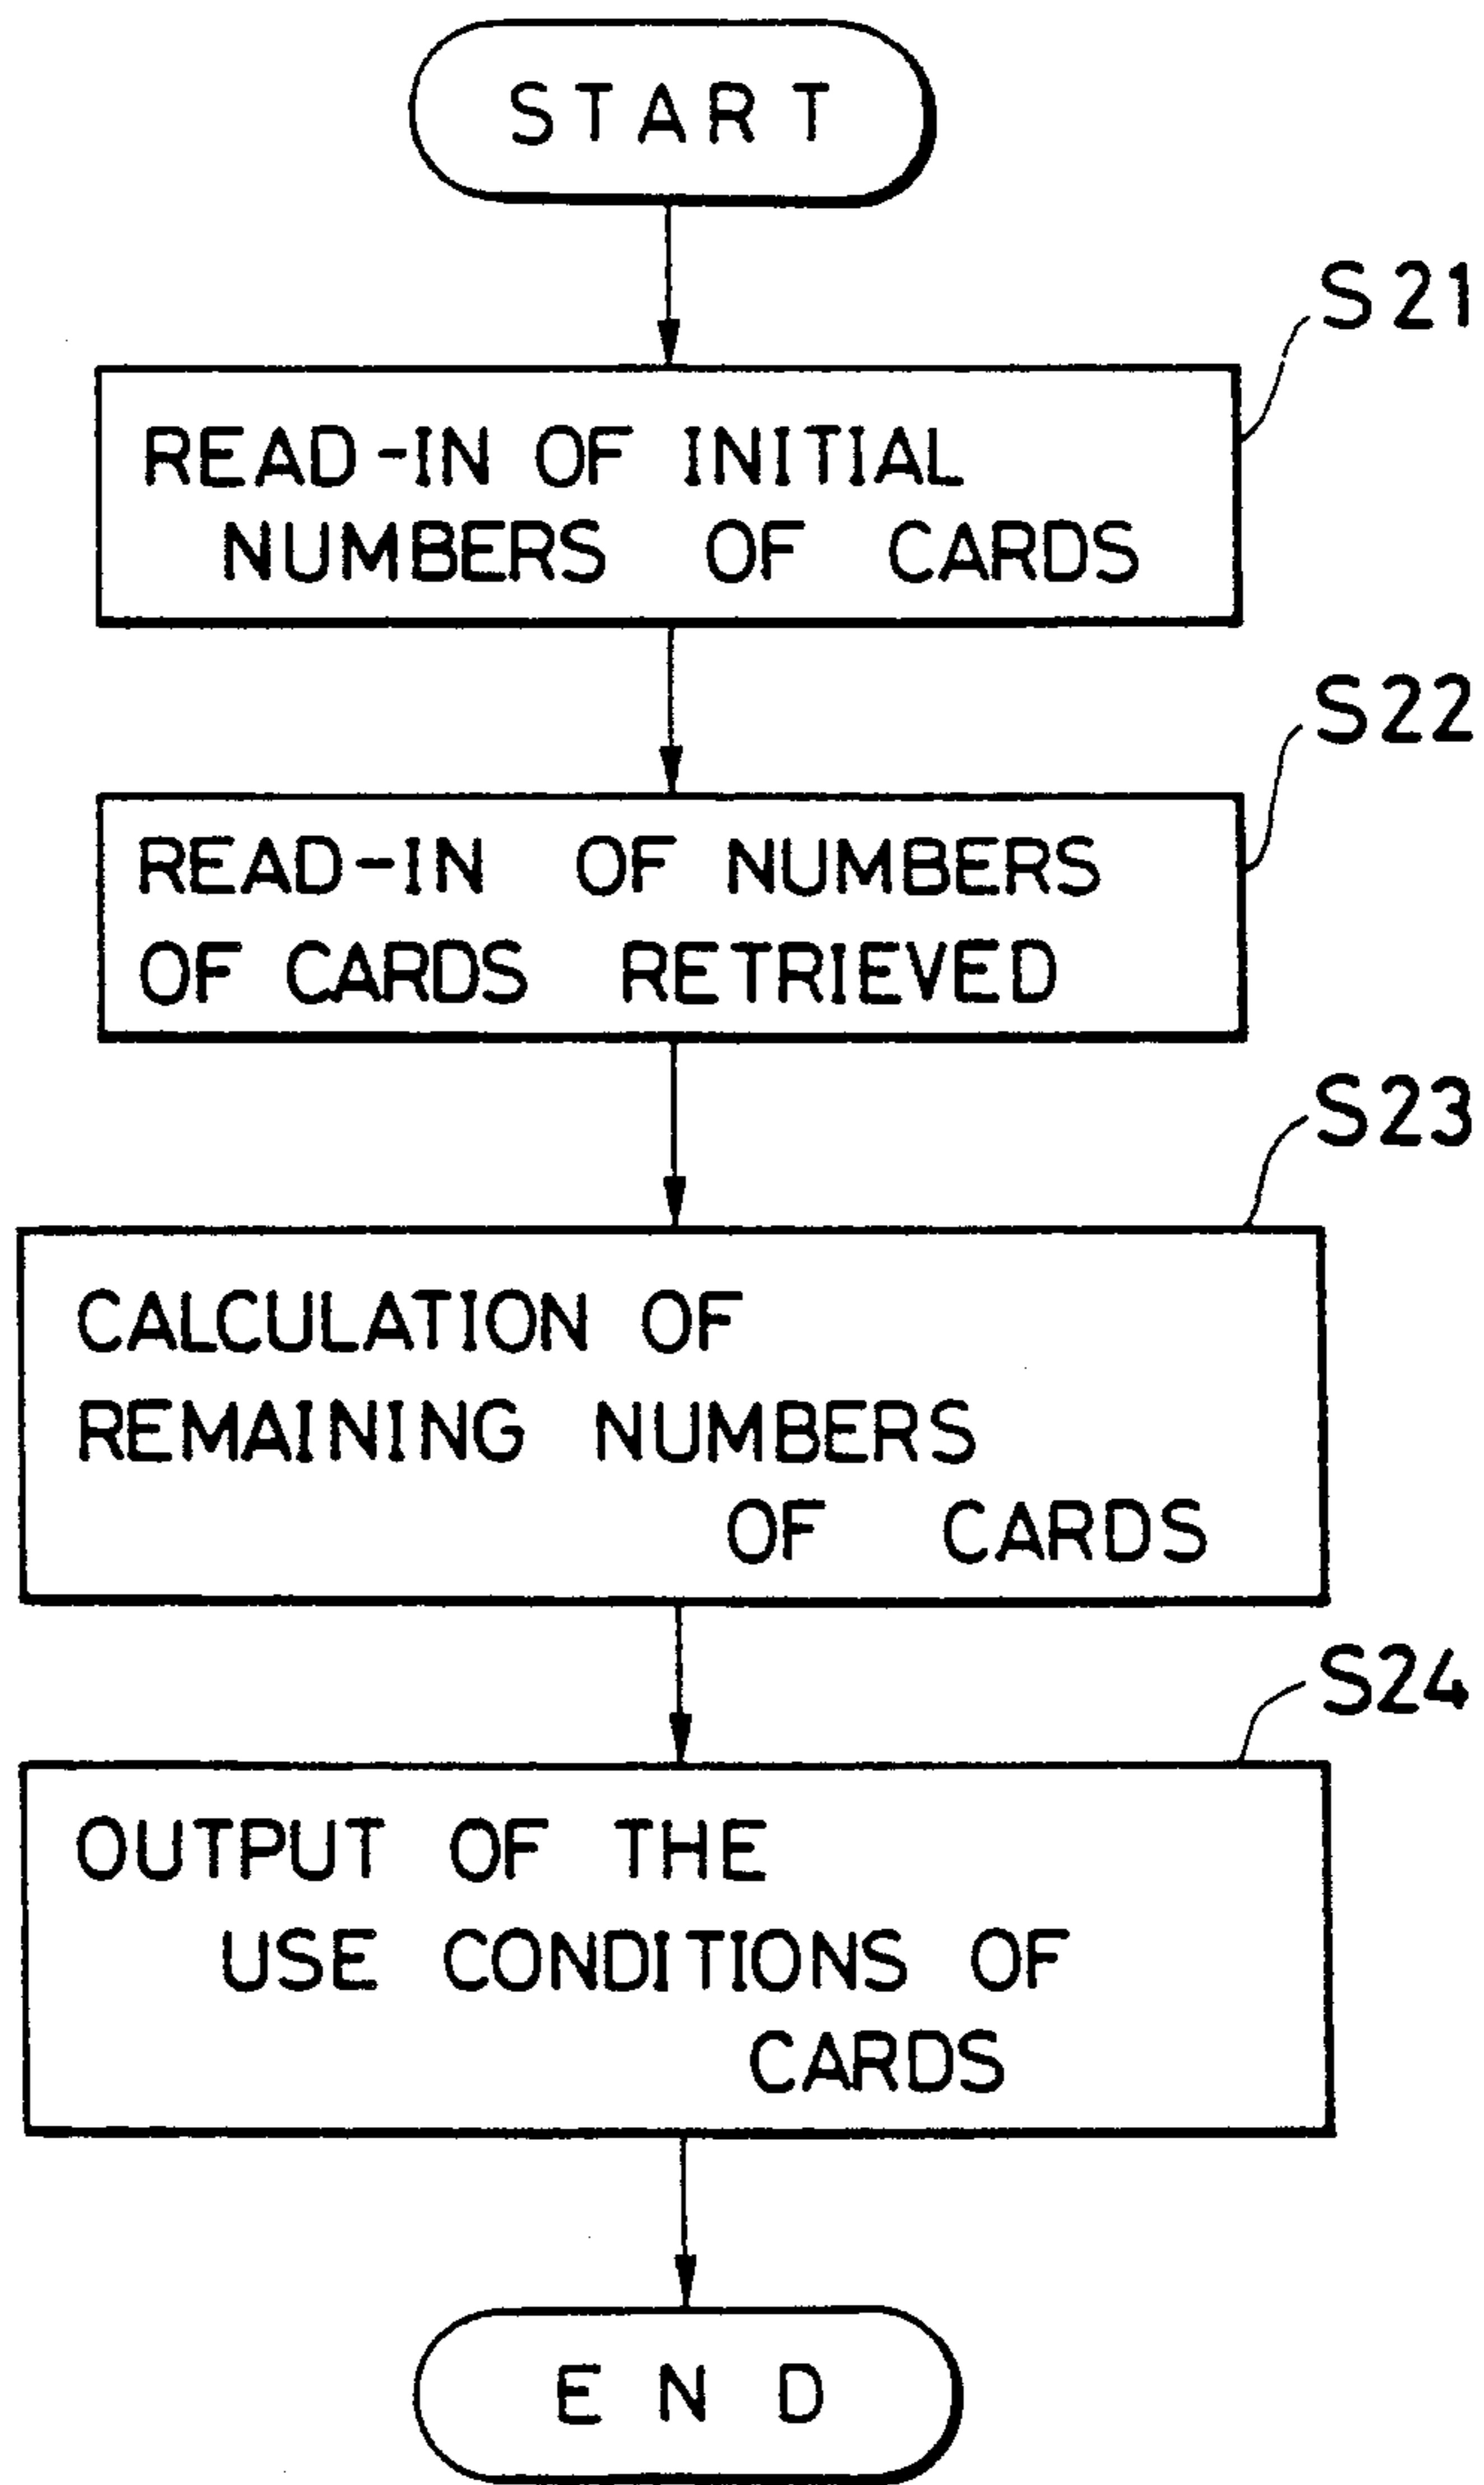 START
S21
READ-IN OF INITIAL
NUMBERS OF CARDS
S22
READ-IN OF NUMBERS
OF CARDS RETRIEVED
S23
CALCULATION OF
REMAINING NUMBERS
OF CARDS
S24
OUTPUT OF THE
USE CONDITIONS OF
CARDS
END